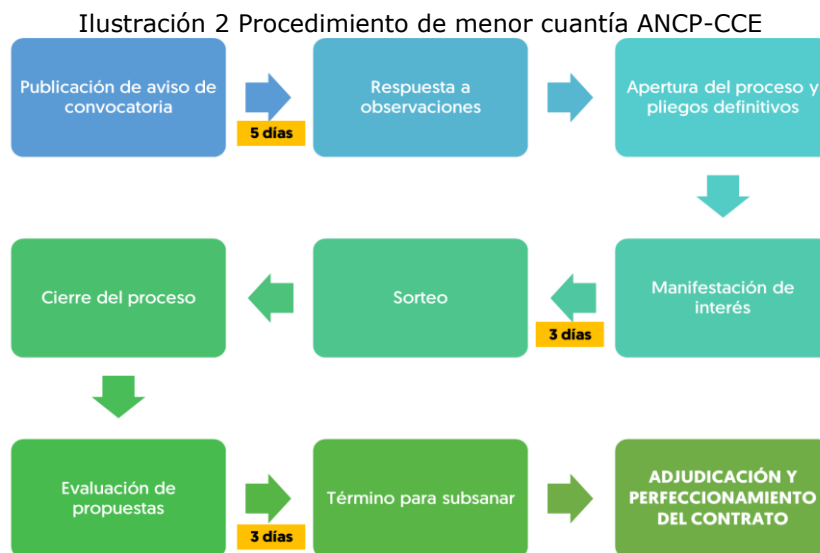 Ilustración 2 Procedimiento de menor cuantía ANCP-CCE
Publicación de aviso de
convocatoria
5 días
Respuesta a
observaciones
Apertura del proceso y
pliegos definitivos
Manifestación de
interés
3 días
Sorteo
Cierre del proceso
Evaluación de
propuestas
3 días
Término para subsanar
ADJUDICACIÓN Y
PERFECCIONAMIENTO
DEL CONTRATO